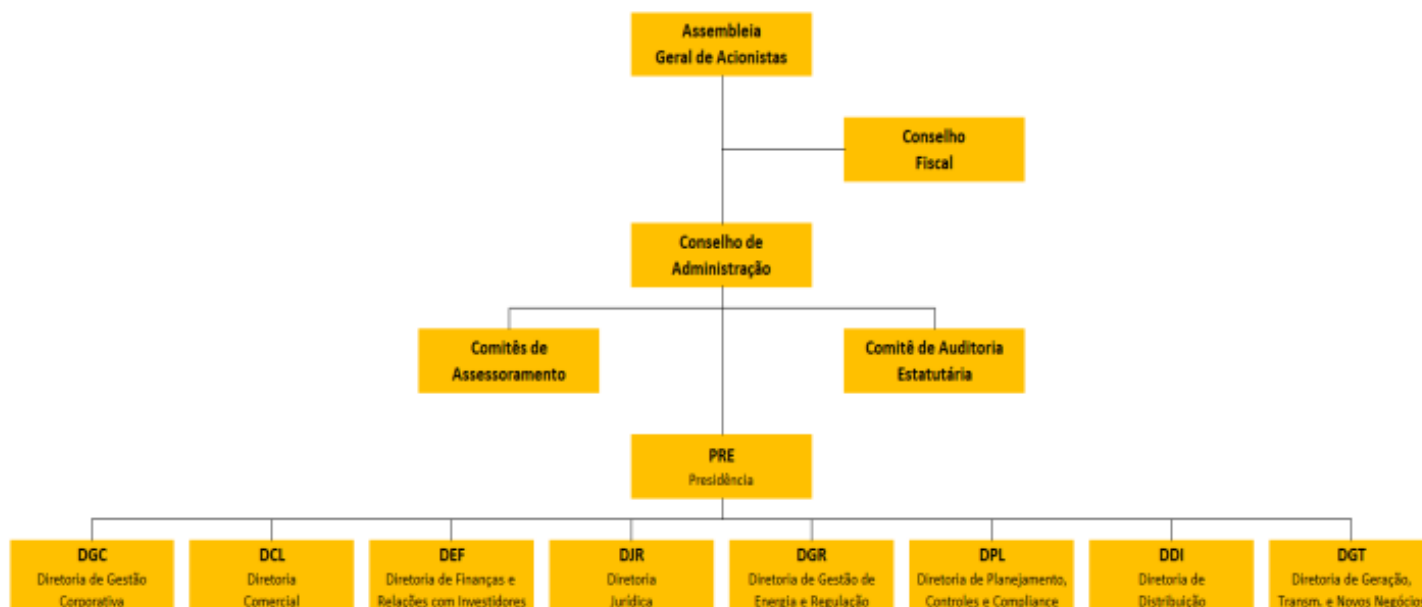 Assembleia
Geral de Acionistas
Conselho
Fiscal
Conselho de
Administração
Comitês de
Assessoramento
Comitê de Auditoria
Estatutária
PRE
Presidência
DGC
Diretoria de Gestão
Corporativa
DCL
Diretoria
Comercial
DEF
Diretoria de Finanças e
Relações com Investidores
DJR
Diretoria
Jurídica
DGR
Diretoria de Gestão de
Energia e Regulação
DPL
Diretoria de Planejamento,
Controles e Compliance
DDI
Diretoria de
Distribuição
DGT
Diretoria de Geração,
Transm. e Novos Negócios